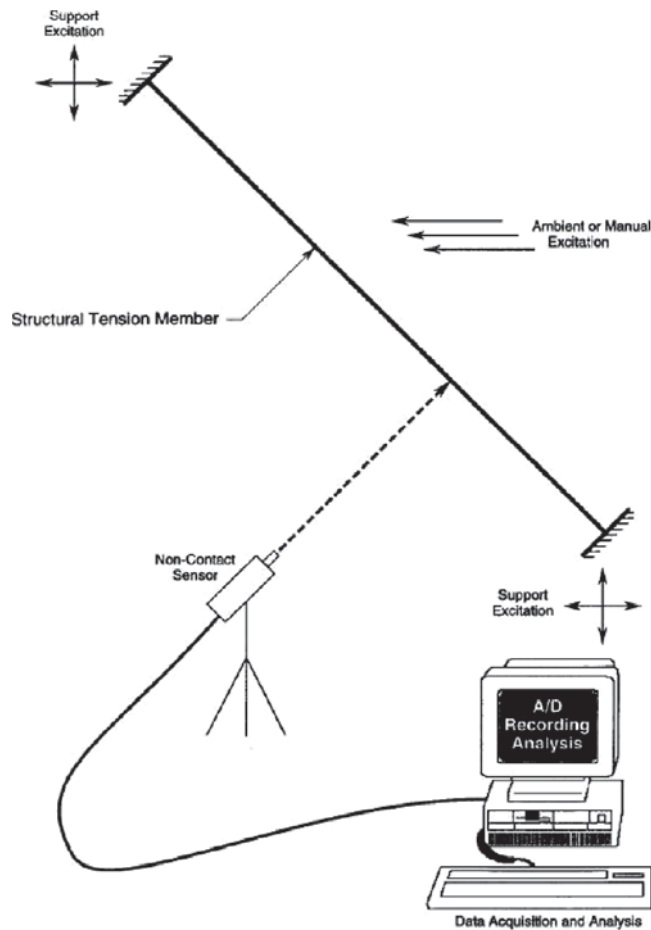 Support
Excitation
Ambient or Manual
Excitation
Structural Tension Member
Non-Contact
Sensor
Support
Excitation
A/D
Recording
Analysis
Data Acquisition and Analysis